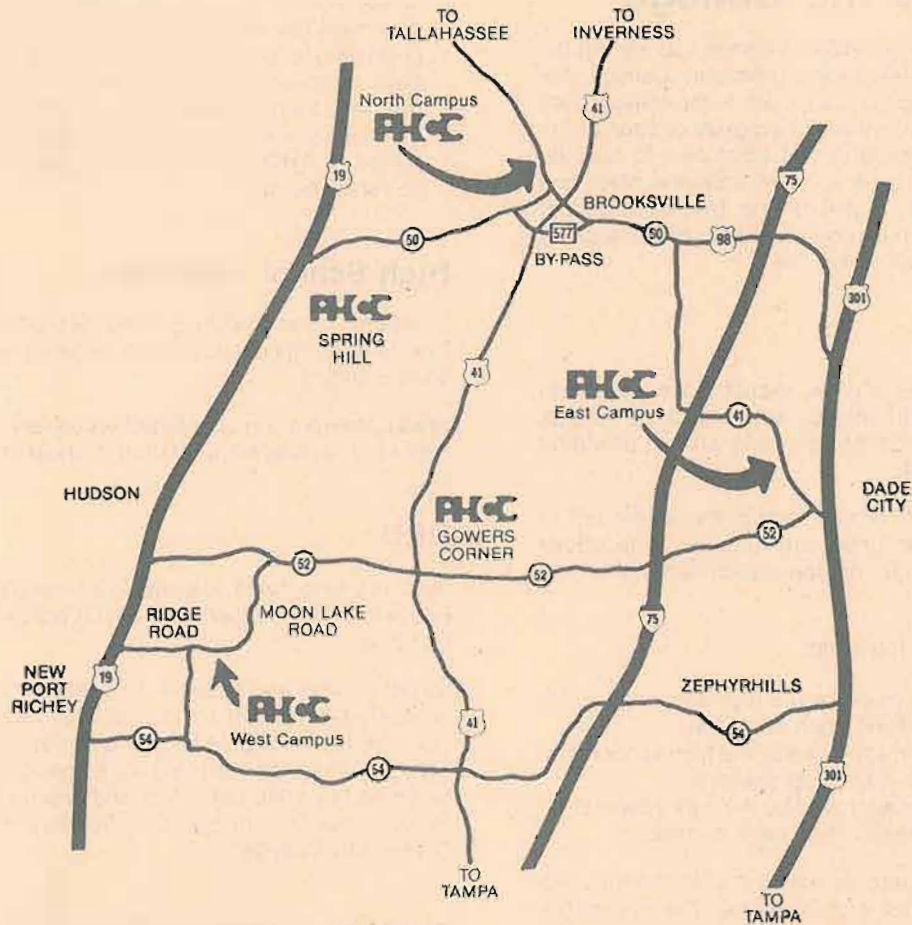 TO
TALLAHASSEE
TO
INVERNESS
41
North Campus
PHCC
19
75
BROOKSVILLE
50
577
50
98
BY-PASS
301
PHCC
SPRING
HILL
41
PHCC
East Campus
41
HUDSON
DADE
CITY
PHCC
GOWERS
CORNER
52
52
52
RIDGE
ROAD
MOON LAKE
ROAD
75
NEW
PORT
RICHEY
19
ZEPHYRHILLS
PHCC
West Campus
41
54
54
54
301
TO
TAMPA
TO
TAMPA